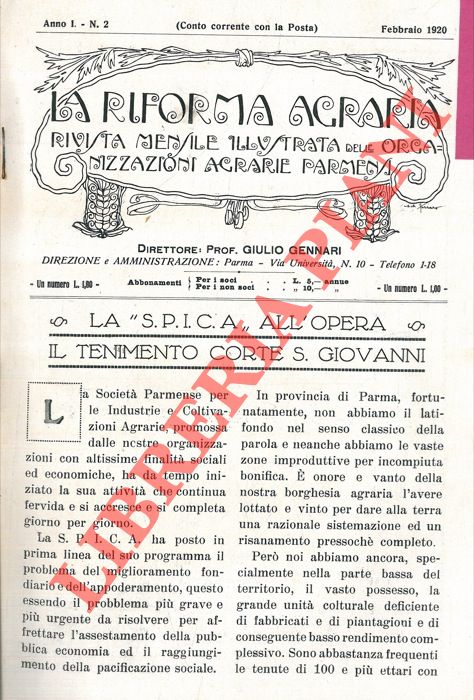 Anno I. - N. 2
(Conto corrente con la Posta)
Febbraio 1920
LA RIFORMA AGRARIA
RIVISTA MENSILE ILLUSTRATA DELLE ORGA=
NIZZAZIONI AGRARIE PARMENSI
DIRETTORE: PROF. GIULIO GENNARI
DIREZIONE e AMMINISTRAZIONE: Parma - Via Università, N. 10 - Telefono 1-18
- Un numero L. 1,00 -
Abbonamenti { Per i soci - - L. 5,— annue
{ Per i non soci - „ 10,— „
- Un numero L. 1,00 -
LA "S.P.I.C.A„ ALL'OPERA
IL TENIMENTO CORTE S. GIOVANNI
La Società Parmense per
le Industrie e Coltiva-
zioni Agrarie, promossa
dalle nostre organizza-
zioni con altissime finalità sociali
ed economiche, ha da tempo ini-
ziato la sua attività che continua
fervida e si accresce e si completa
giorno per giorno.
La S. P. I. C. A. ha posto in
prima linea del suo programma il
problema del miglioramento fon-
diario e dell'appoderamento, questo
essendo il probblema più grave e
più urgente da risolvere per af-
frettare l'assestamento della pub-
blica economia ed il raggiungi-
mento della pacificazione sociale.
In provincia di Parma, fortu-
natamente, non abbiamo il lati-
fondo nel senso classico della
parola e neanche abbiamo le vaste
zone improduttive per incompiuta
bonifica. È onore e vanto della
nostra borghesia agraria l'avere
lottato e vinto per dare alla terra
una razionale sistemazione ed un
risanamento pressochè completo.
Però noi abbiamo ancora, spe-
cialmente nella parte bassa del
territorio, il vasto possesso, la
grande unità colturale deficiente
di fabbricati e di piantagioni e di
conseguente basso rendimento com-
plessivo. Sono abbastanza frequenti
le tenute di 100 e più ettari con
LIBRERIA PIANI